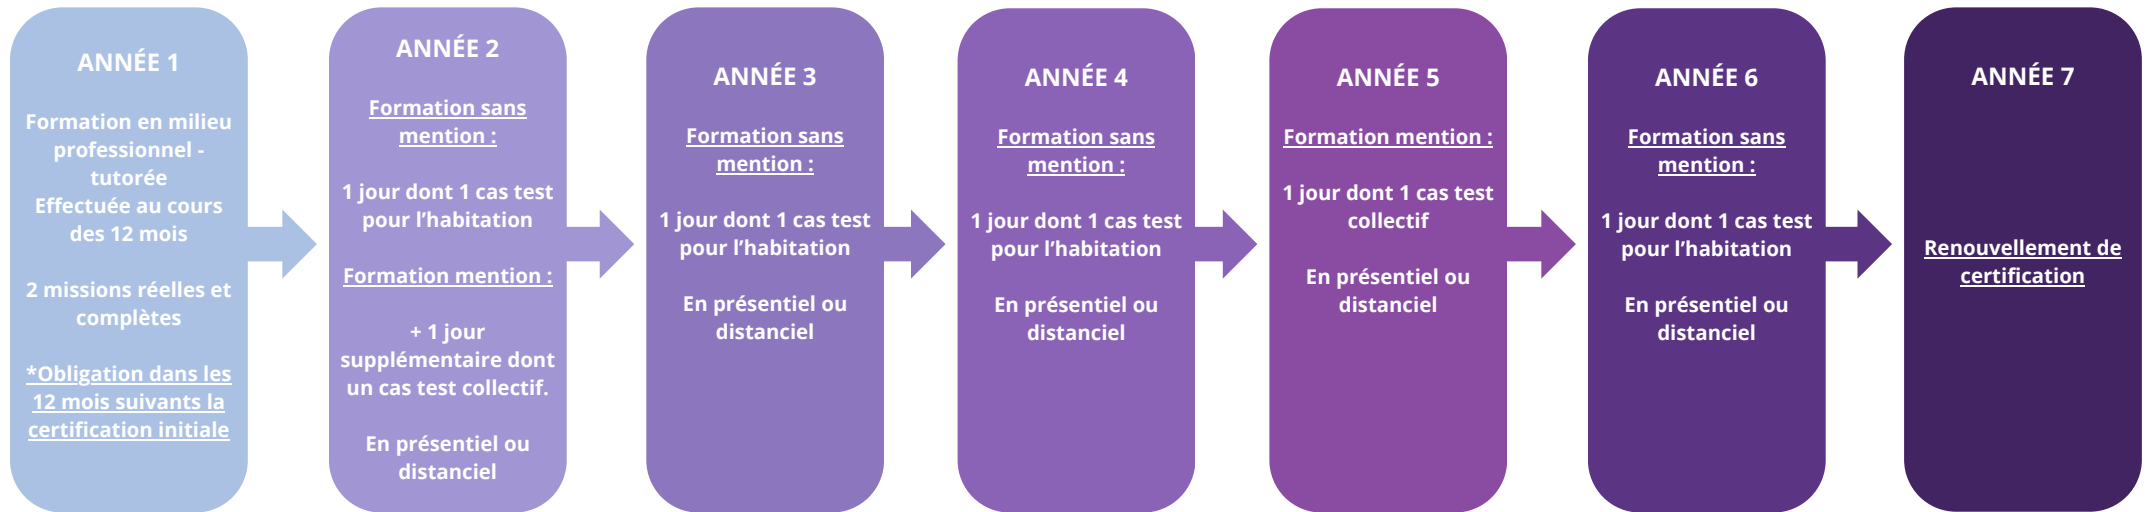 ANNÉE 1
Formation en milieu
professionnel -
tutorée
Effectuée au cours
des 12 mois
2 missions réelles et
complètes
*Obligation dans les
12 mois suivants la
certification initiale
ANNÉE 2
Formation sans
mention :
1 jour dont 1 cas test
pour l’habitation
Formation mention :
+ 1 jour
supplémentaire dont
un cas test collectif.
En présentiel ou
distanciel
ANNÉE 3
Formation sans
mention :
1 jour dont 1 cas test
pour l’habitation
En présentiel ou
distanciel
ANNÉE 4
Formation sans
mention :
1 jour dont 1 cas test
pour l’habitation
En présentiel ou
distanciel
ANNÉE 5
Formation mention :
1 jour dont 1 cas test
collectif
En présentiel ou
distanciel
ANNÉE 6
Formation sans
mention :
1 jour dont 1 cas test
pour l’habitation
En présentiel ou
distanciel
ANNÉE 7
Renouvellement de
certification